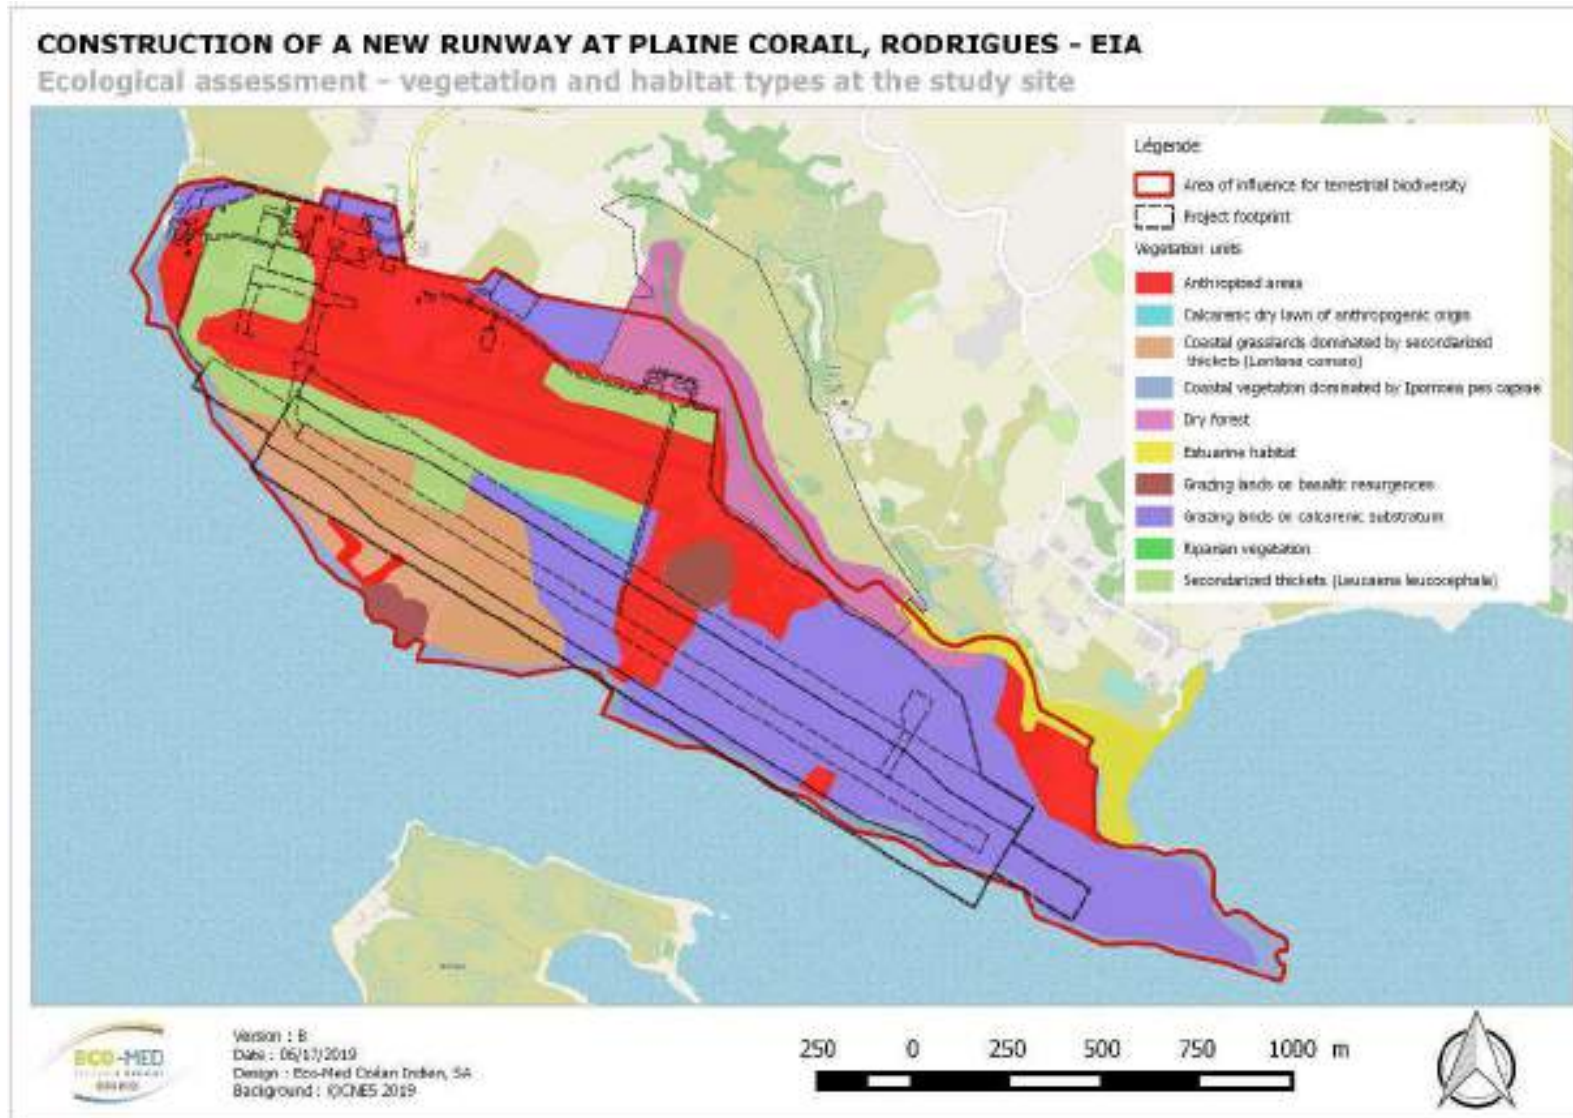 CONSTRUCTION OF A NEW RUNWAY AT PLAINE CORAIL, RODRIGUES - EIA
Ecological assessment - vegetation and habitat types at the study site
Légende
Area of influence for terrestrial biodiversity
Project footprint
Vegetation units
Anthropized areas
Calcarenic dry lawn of anthropogenic origin
Coastal grasslands dominated by secondarized
thickets (Lantana camara)
Coastal vegetation dominated by Ipomoea pes caprae
Dry forest
Estuarine habitat
Grazing lands on basaltic resurgences
Grazing lands on calcarenic substratum
Riparian vegetation
Secondarized thickets (Leucaena leucocephala)
ECO-MED
Version : B
Date : 06/17/2019
Design : Eco-Med Océan Indien, SA
Background : ©CNES 2019
250 0 250 500 750 1000 m